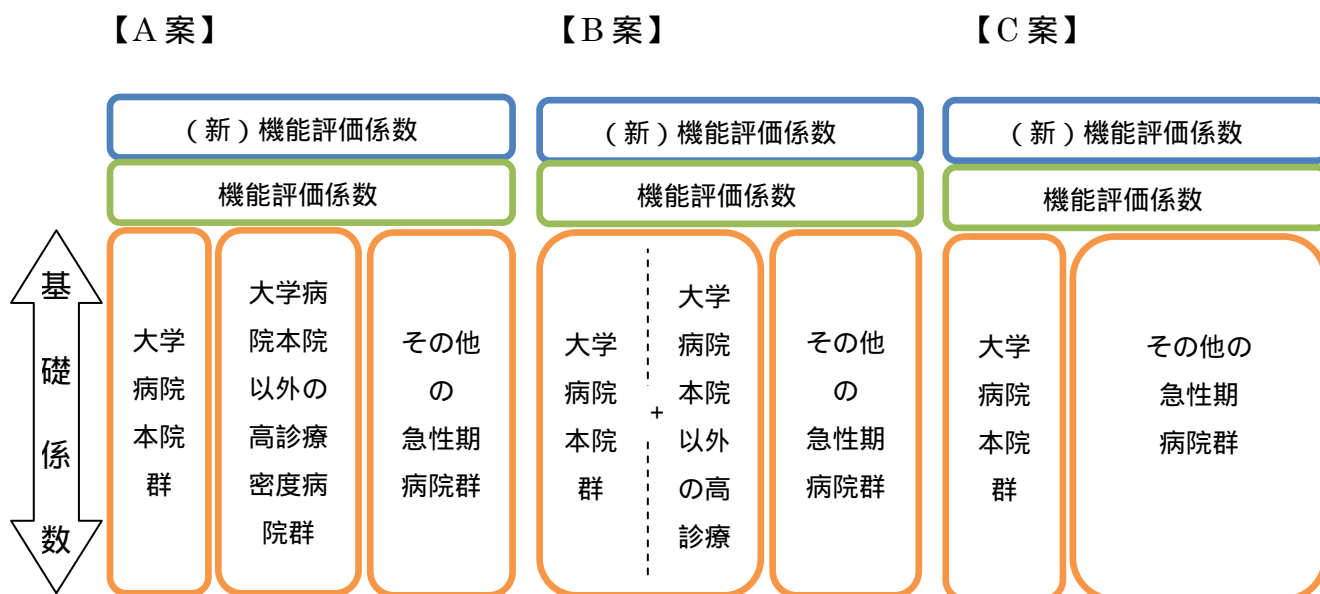 【A 案】
【B 案】
【C 案】
（新）機能評価係数
（新）機能評価係数
（新）機能評価係数
機能評価係数
機能評価係数
機能評価係数
基
礎
係
数
大学
病院
本院
群
大学病
院本院
以外の
高診療
密度病
院群
その他
の
急性期
病院群
大学
病院
本院
群
+
大学
病院
本院
以外
の高
診療
その他
の
急性期
病院群
大学
病院
本院
群
その他の
急性期
病院群